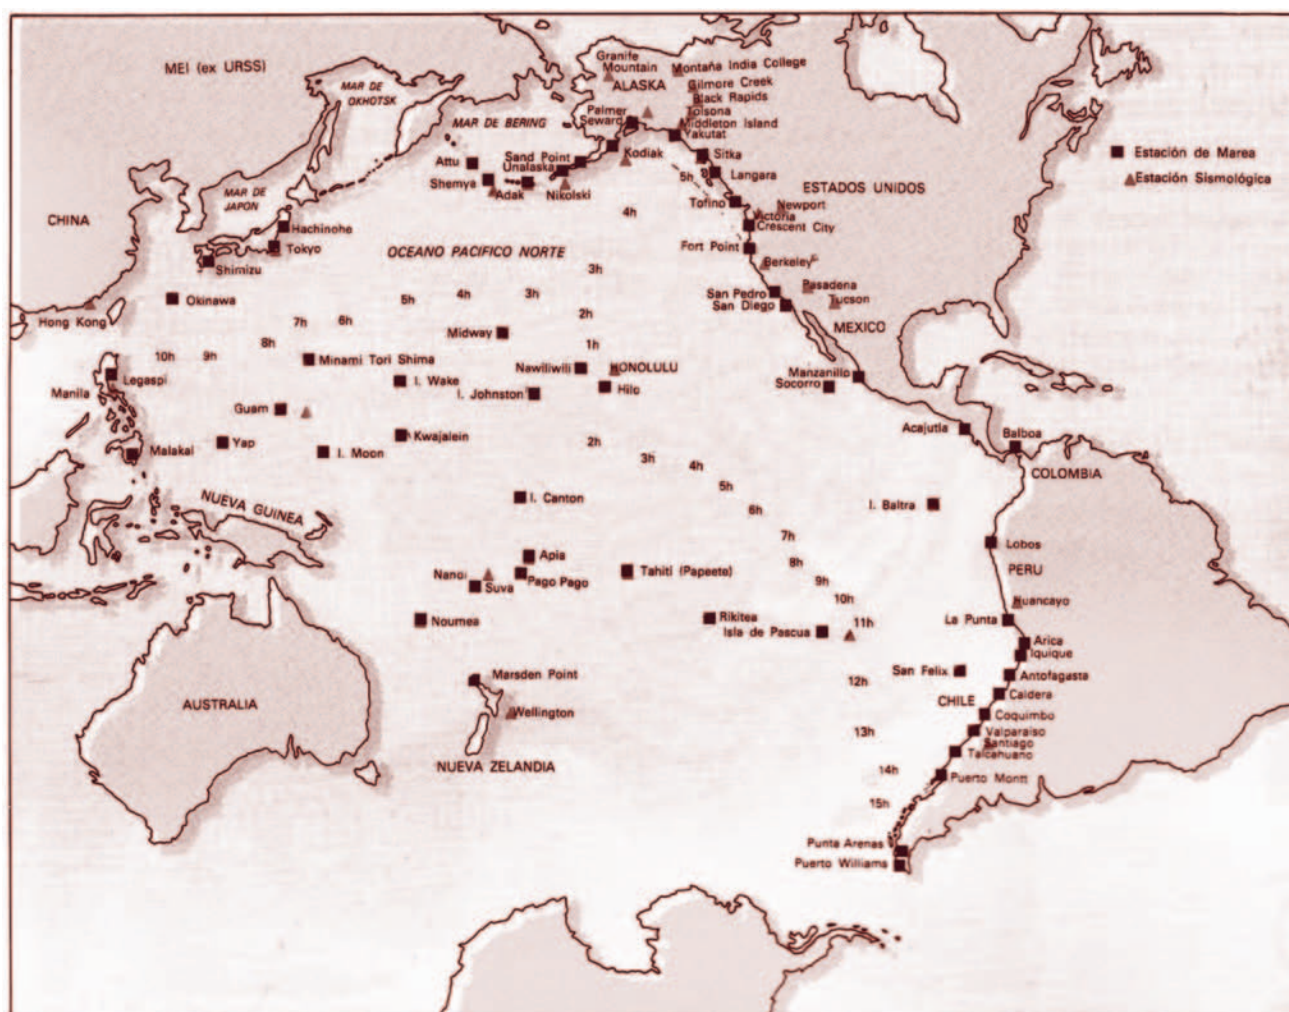 MEI (ex URSS)
MAR DE
OKHOTSK
MAR DE BERING
Granife
Mountain
Montaña India College
ALASKA
Gilmore Creek
Black Rapids
Tolsona
Palmer
Seward
Middleton Island
Yakutat
Attu
Sand Point
Unalaska
Kodiak
Sitka
Shemya
Adak
Nikolski
5h
Langara
ESTADOS UNIDOS
Estación de Marea
Estación Sismológica
MAR DE
JAPON
CHINA
4h
Tofino
Newport
Victoria
Crescent City
Hachinohe
Tokyo
OCEANO PACIFICO NORTE
Fort Point
Berkeley
Shimizu
3h
Okinawa
5h
4h
3h
San Pedro
San Diego
Pasadena
Tucson
Hong Kong
7h
6h
2h
MEXICO
Midway
10h
9h
8h
1h
Minami Tori Shima
Nawiliwili
HONOLULU
Manila
Legaspi
I. Wake
I. Johnston
Hilo
Manzanillo
Socorro
Guam
Acajutla
Balboa
Malakal
Yap
I. Moon
Kwajalein
2h
3h
4h
COLOMBIA
NUEVA GUINEA
I. Canton
5h
6h
I. Baltra
7h
Lobos
Apia
8h
Nanoi
Suva
Pago Pago
Tahití (Papeete)
9h
PERU
10h
Huancayo
Noumea
Rikitea
11h
La Punta
Isla de Pascua
Arica
Iquique
Marsden Point
12h
San Felix
Antofagasta
AUSTRALIA
Wellington
CHILE
Caldera
Coquimbo
13h
Valparaiso
Santiago
Talcahuano
NUEVA ZELANDIA
14h
Puerto Montt
15h
Punta Arenas
Puerto Williams